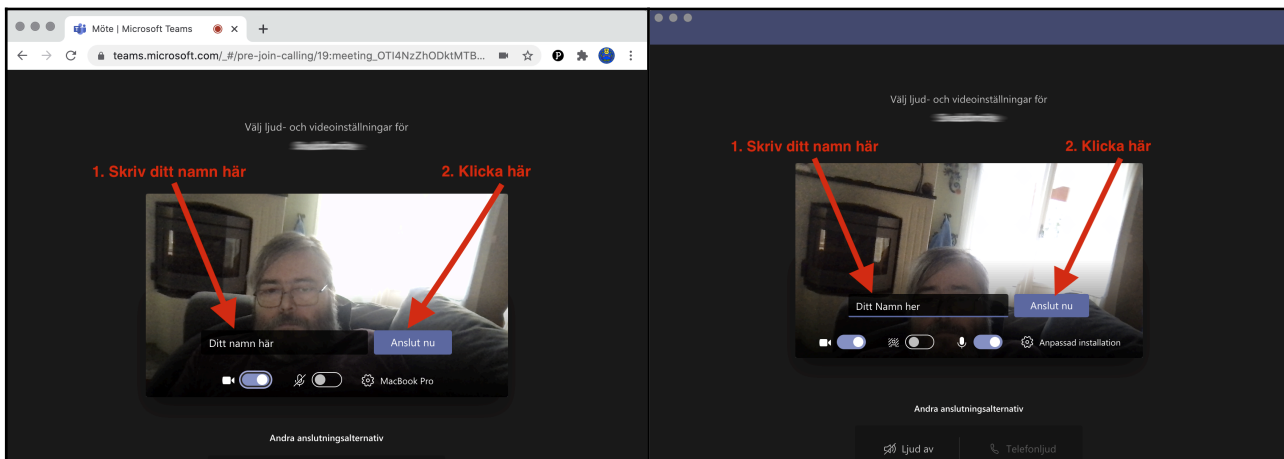 Möte | Microsoft Teams
teams.microsoft.com/_#/pre-join-calling/19:meeting_OTI4NzZhODktMTB...
Välj ljud- och videoinställningar för
1. Skriv ditt namn här
2. Klicka här
Ditt namn här
Anslut nu
MacBook Pro
Andra anslutningsalternativ
Välj ljud- och videoinställningar för
1. Skriv ditt namn här
2. Klicka här
Ditt Namn her
Anslut nu
Anpassad installation
Andra anslutningsalternativ
Ljud av
Telefonljud